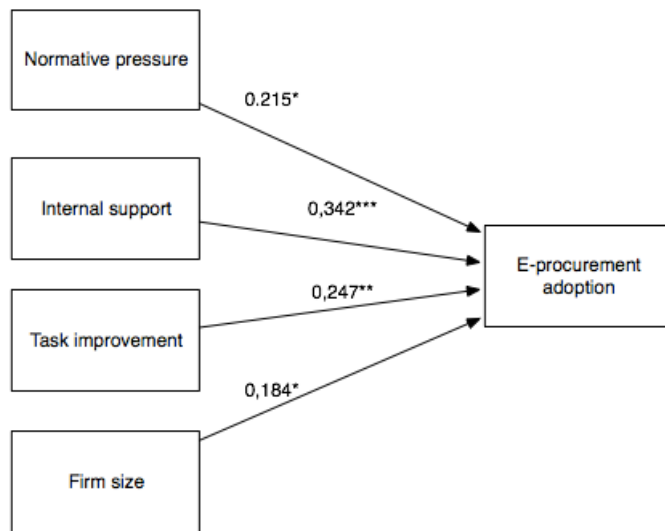 Normative pressure
0.215*
Internal support
0,342***
E-procurement
adoption
0,247**
Task improvement
0,184*
Firm size